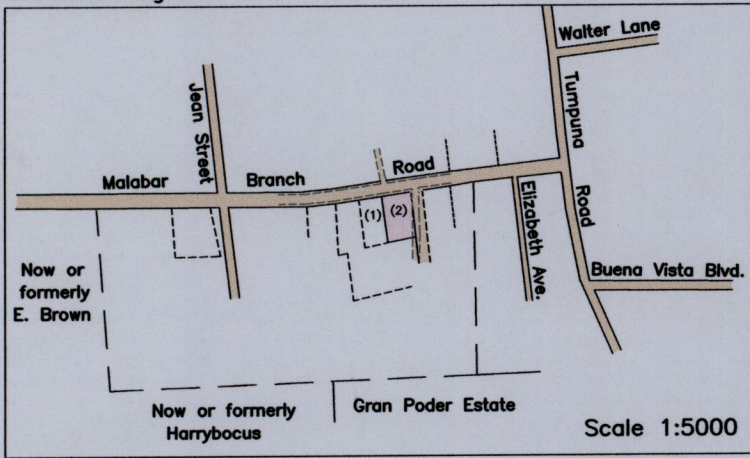 Walter Lane
Jean Street
Tumpuna
Road
Malabar Branch Road
(1) (2)
Elizabeth Ave.
Now or
formerly
E. Brown
Buena Vista Blvd.
Now or formerly
Harrybocus
Gran Poder Estate
Scale 1:5000